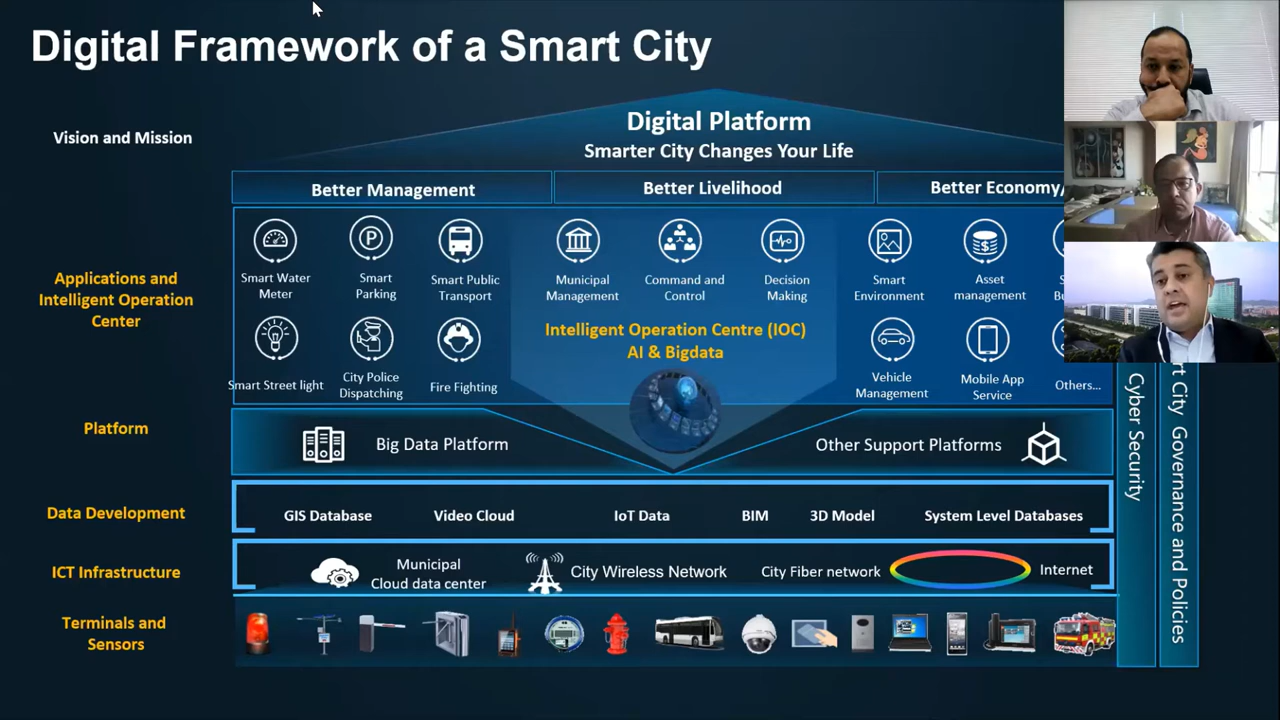 Digital Framework of a Smart City
Vision and Mission
Digital Platform
Smarter City Changes Your Life
Better Management
Better Livelihood
Better Economy/
Applications and
Intelligent Operation
Center
Smart Water
Meter
Smart
Parking
Smart Public
Transport
Municipal
Management
Command and
Control
Decision
Making
Smart
Environment
Asset
management
Intelligent Operation Centre (IOC)
AI & Bigdata
Smart Street light
City Police
Dispatching
Fire Fighting
Vehicle
Management
Mobile App
Service
Others...
Platform
Big Data Platform
Other Support Platforms
Data Development
GIS Database
Video Cloud
IoT Data
BIM
3D Model
System Level Databases
ICT Infrastructure
Municipal
Cloud data center
City Wireless Network
City Fiber network
Internet
Terminals and
Sensors
Cyber Security
City Governance and Policies